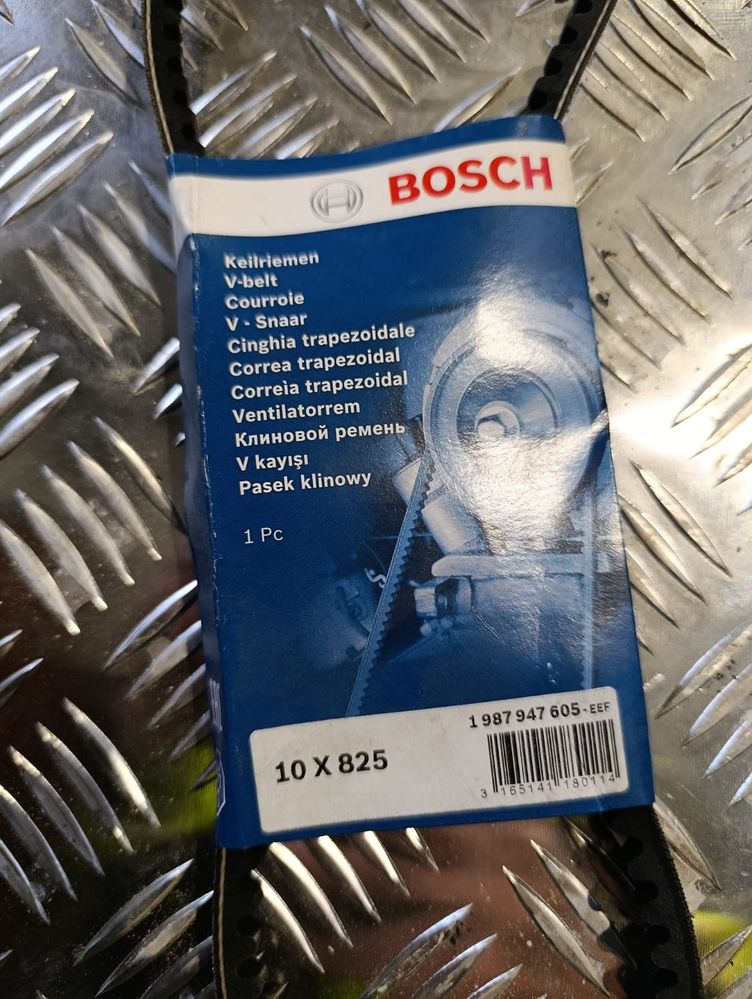 BOSCH
Keilriemen
V-belt
Courroie
V - Snaar
Cinghia trapezoidale
Correa trapezoidal
Correìa trapezoidal
Ventilatorrem
Клиновой ремень
V kayışı
Pasek klinowy
1 Pc
10 X 825
1 987 947 605-EEF
3 165141 180114